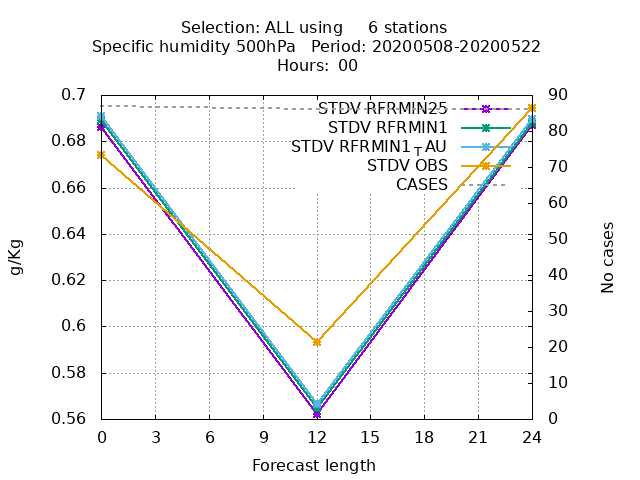 Selection: ALL using 6 stations
Specific humidity 500hPa Period: 20200508-20200522
Hours: 00
STDV RFRMIN25
STDV RFRMIN1
STDV RFRMIN1TAU
STDV OBS
CASES
g/Kg
0.7
0.68
0.66
0.64
0.62
0.6
0.58
0.56
90
80
70
60
50
40
30
20
10
0
No cases
0 3 6 9 12 15 18 21 24
Forecast length